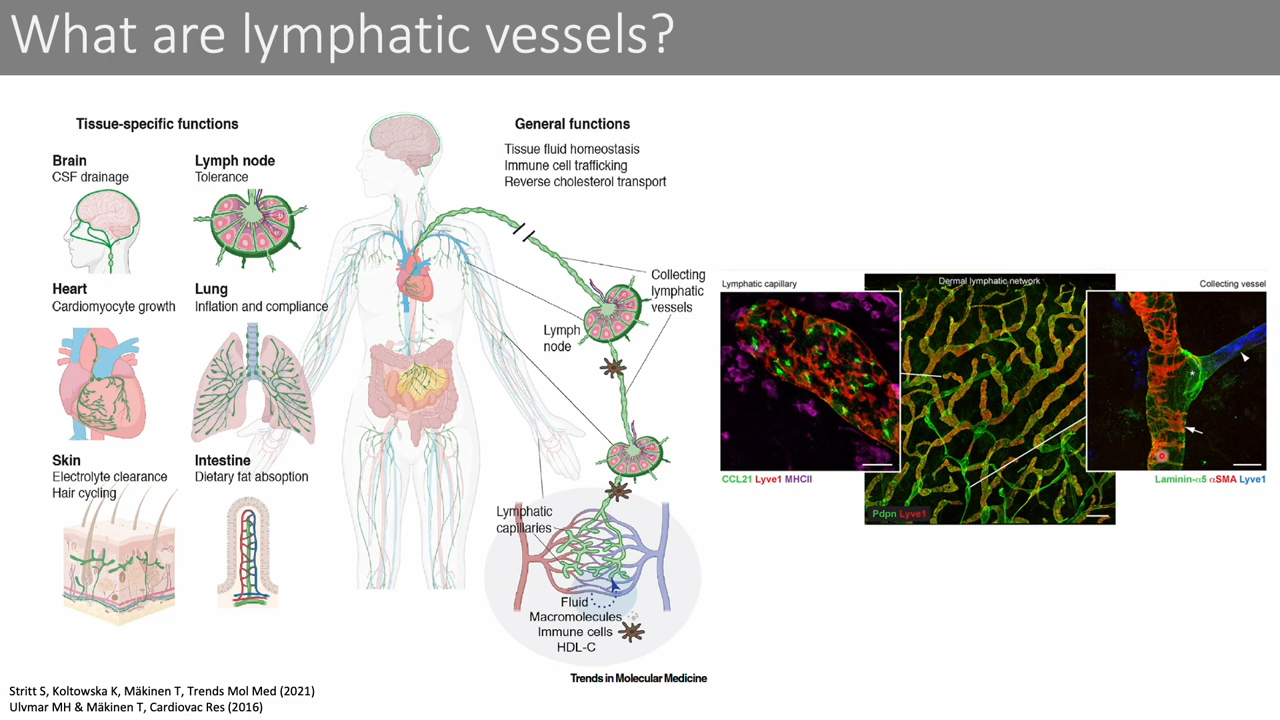 What are lymphatic vessels?
Tissue-specific functions
Brain
CSF drainage
Lymph node
Tolerance
Heart
Cardiomyocyte growth
Lung
Inflation and compliance
Skin
Electrolyte clearance
Hair cycling
Intestine
Dietary fat absoption
General functions
Tissue fluid homeostasis
Immune cell trafficking
Reverse cholesterol transport
Collecting
lymphatic
vessels
Lymph
node
Lymphatic
capillaries
Fluid
Macromolecules
Immune cells
HDL-C
Trends in Molecular Medicine
Lymphatic capillary
CCL21 Lyve1 MHCII
Dermal lymphatic network
Pdpn Lyve1
Collecting vessel
*
Laminin-α5 αSMA Lyve1
Stritt S, Koltowska K, Mäkinen T, Trends Mol Med (2021)
Ulvmar MH & Mäkinen T, Cardiovac Res (2016)